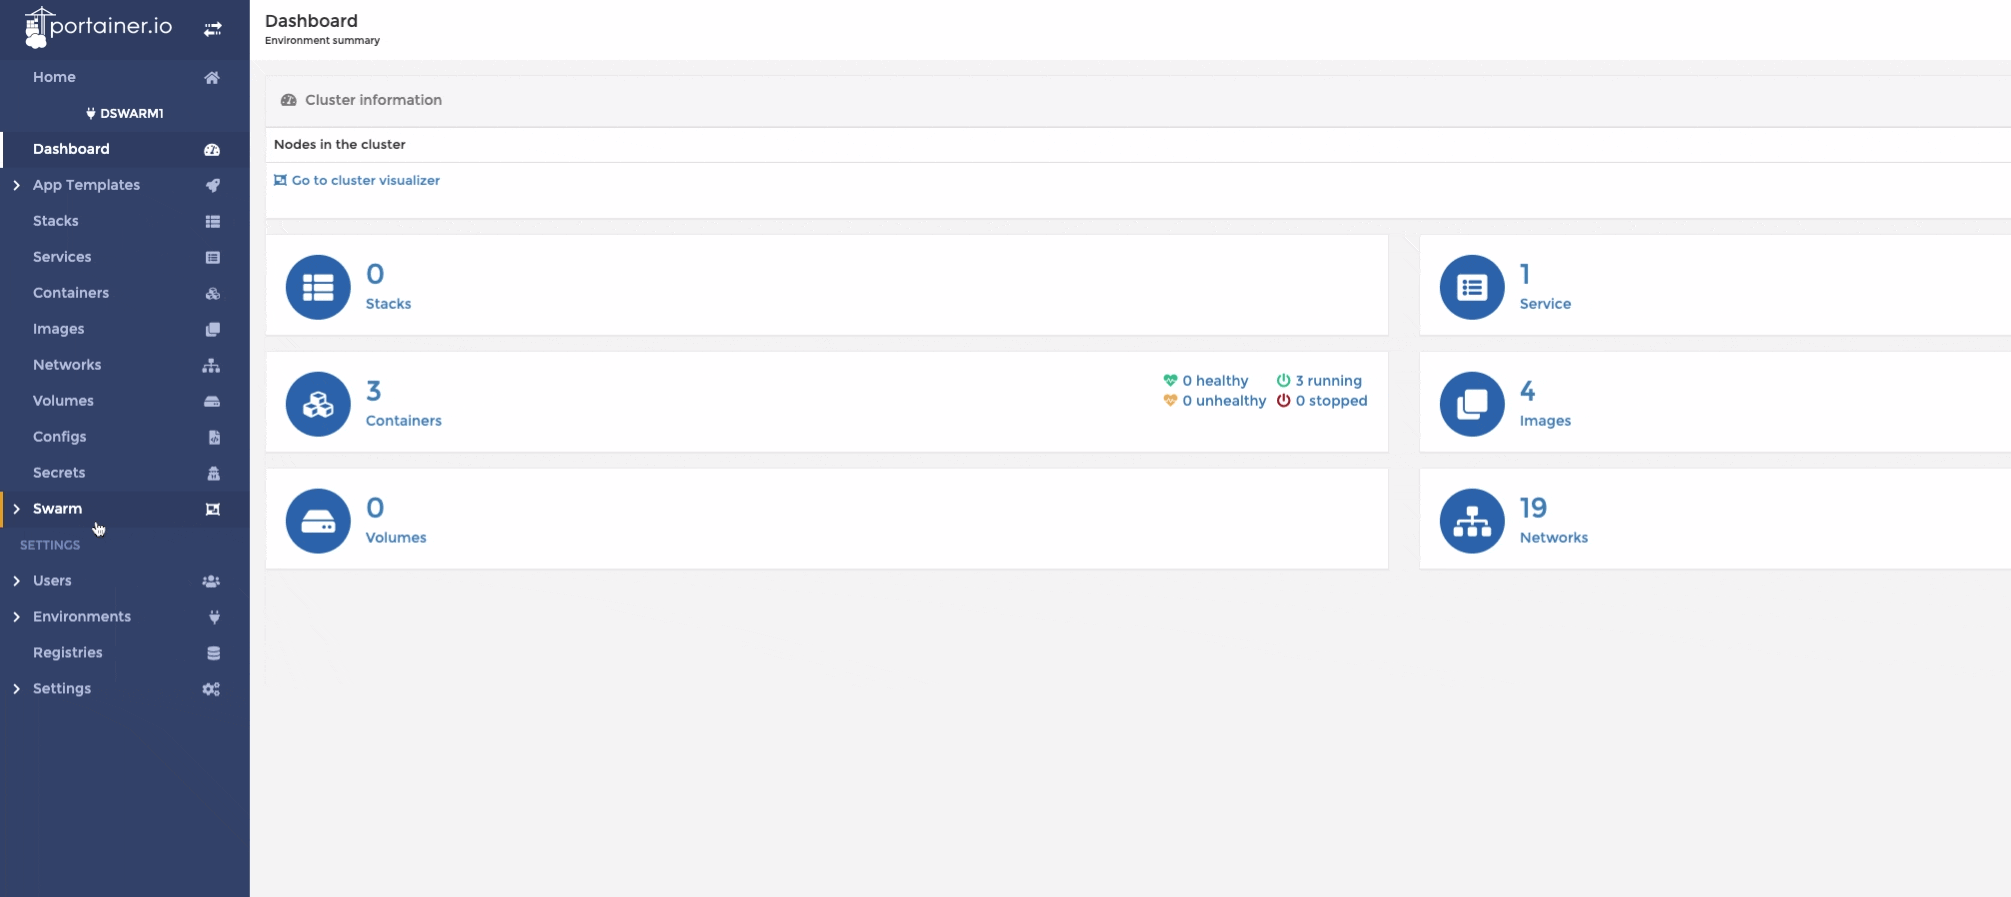 portainer.io
Home
DSWARM1
Dashboard
App Templates
Stacks
Services
Containers
Images
Networks
Volumes
Configs
Secrets
Swarm
SETTINGS
Users
Environments
Registries
Settings
Dashboard
Environment summary
Cluster information
Nodes in the cluster
Go to cluster visualizer
0
Stacks
1
Service
3
Containers
0 healthy 3 running
0 unhealthy 0 stopped
4
Images
0
Volumes
19
Networks